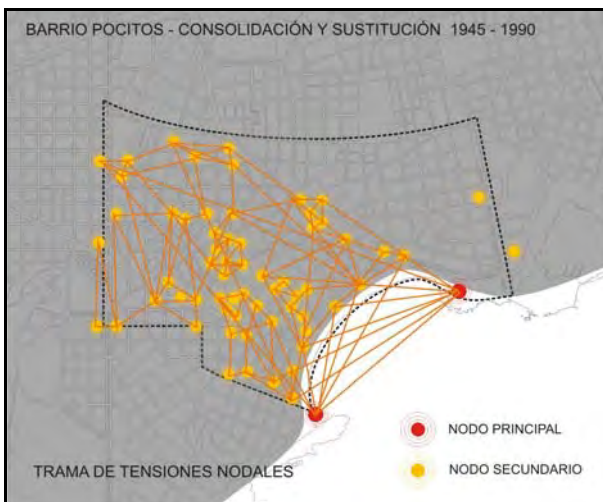 BARRIO POCITOS - CONSOLIDACIÓN Y SUSTITUCIÓN 1945 - 1990
NODO PRINCIPAL
NODO SECUNDARIO
TRAMA DE TENSIONES NODALES